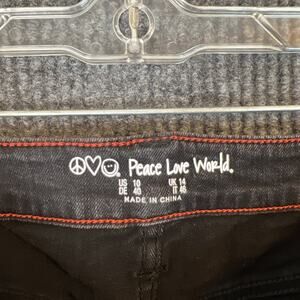 Peace Love World.
US 10 UK 14
DE 40 IT 46
MADE IN CHINA